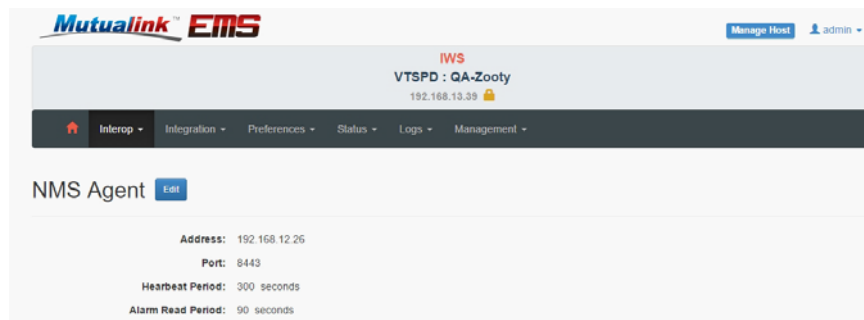 Mutualink™ EMS
Manage Host admin
IWS
VTSPD : QA-Zooty
192.168.13.39
Interop Integration Preferences Status Logs Management
NMS Agent Edit
Address: 192.168.12.26
Port: 8443
Hearbeat Period: 300 seconds
Alarm Read Period: 90 seconds